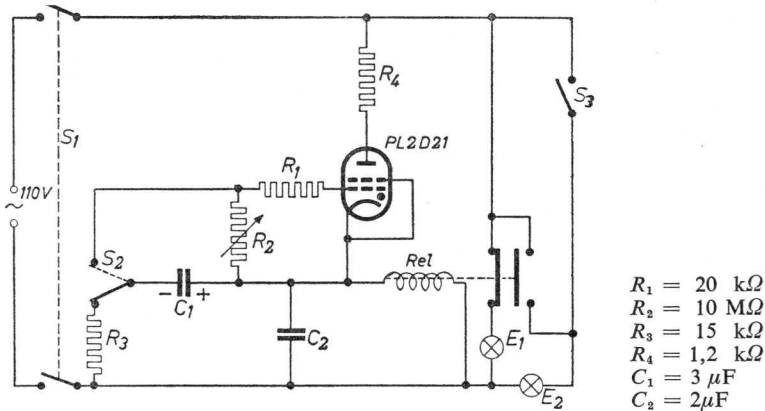 R4
S3
PL2D21
S1
R1
110V
~
R2
S2
Rel
- C1 +
E1
R3
C2
E2
R₁ = 20 kΩ
R₂ = 10 MΩ
R₃ = 15 kΩ
R₄ = 1,2 kΩ
C₁ = 3 μF
C₂ = 2μF